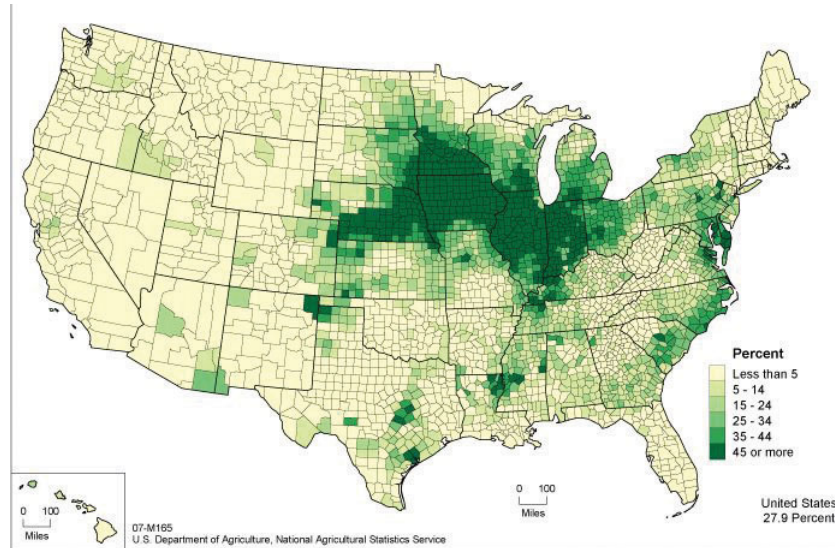 Percent
Less than 5
5 - 14
15 - 24
25 - 34
35 - 44
45 or more
0 100
Miles
0 100
Miles
United States
27.9 Percent
07-M165
U.S. Department of Agriculture, National Agricultural Statistics Service